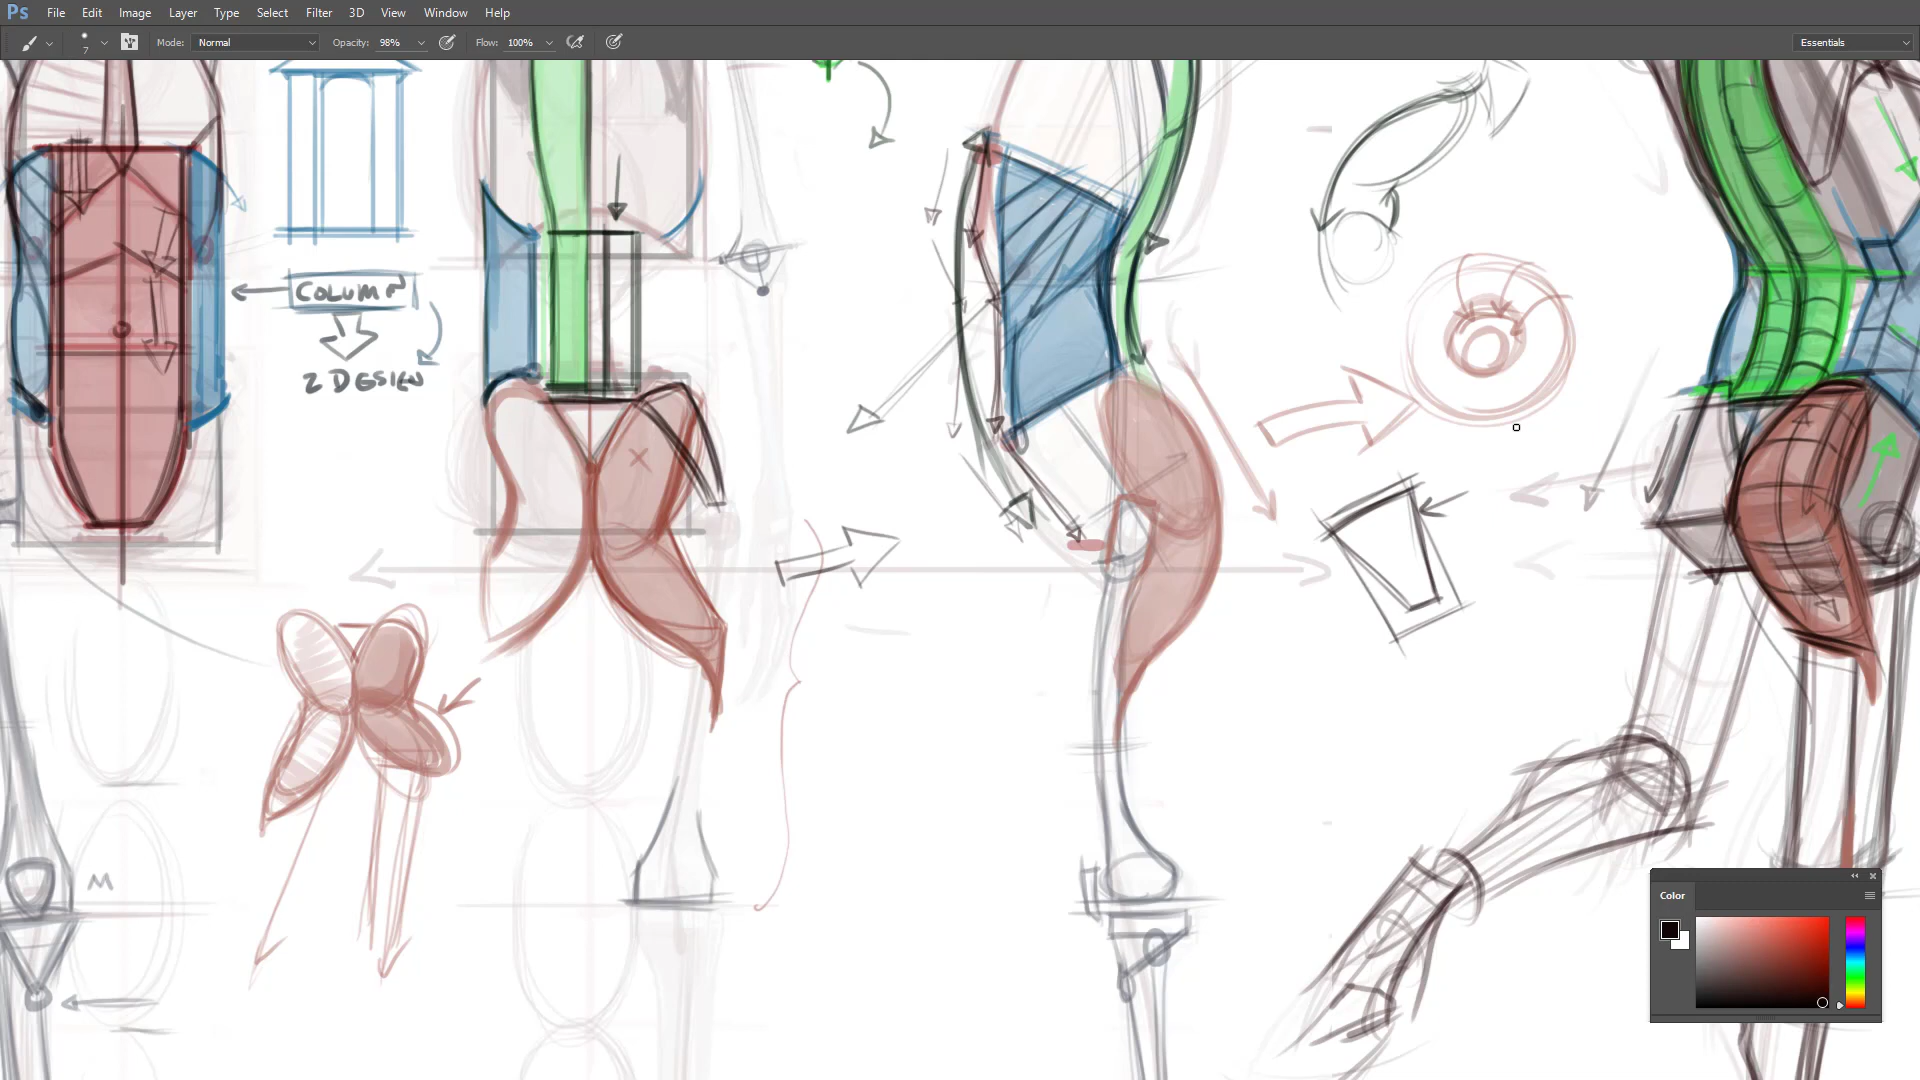 Ps File Edit Image Layer Type Select Filter 3D View Window Help
7 Mode: Normal Opacity: 98% Flow: 100% Essentials
COLUMN
2 DESIGN
M
Color